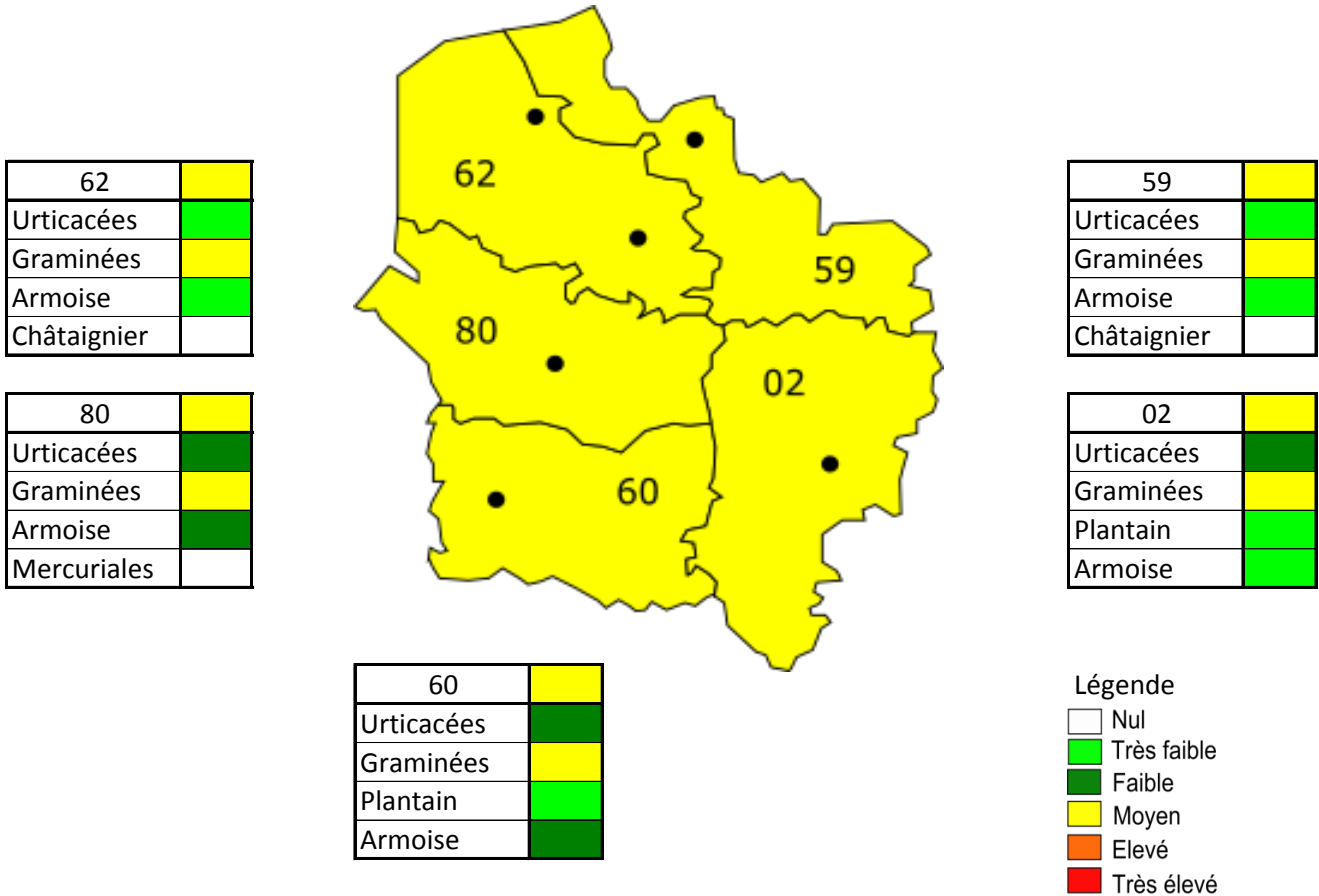 62
Urticacées
Graminées
Armoise
Châtaignier
80
Urticacées
Graminées
Armoise
Mercuriales
62
59
80
02
60
59
Urticacées
Graminées
Armoise
Châtaignier
02
Urticacées
Graminées
Plantain
Armoise
60
Urticacées
Graminées
Plantain
Armoise
Légende
Nul
Très faible
Faible
Moyen
Elevé
Très élevé